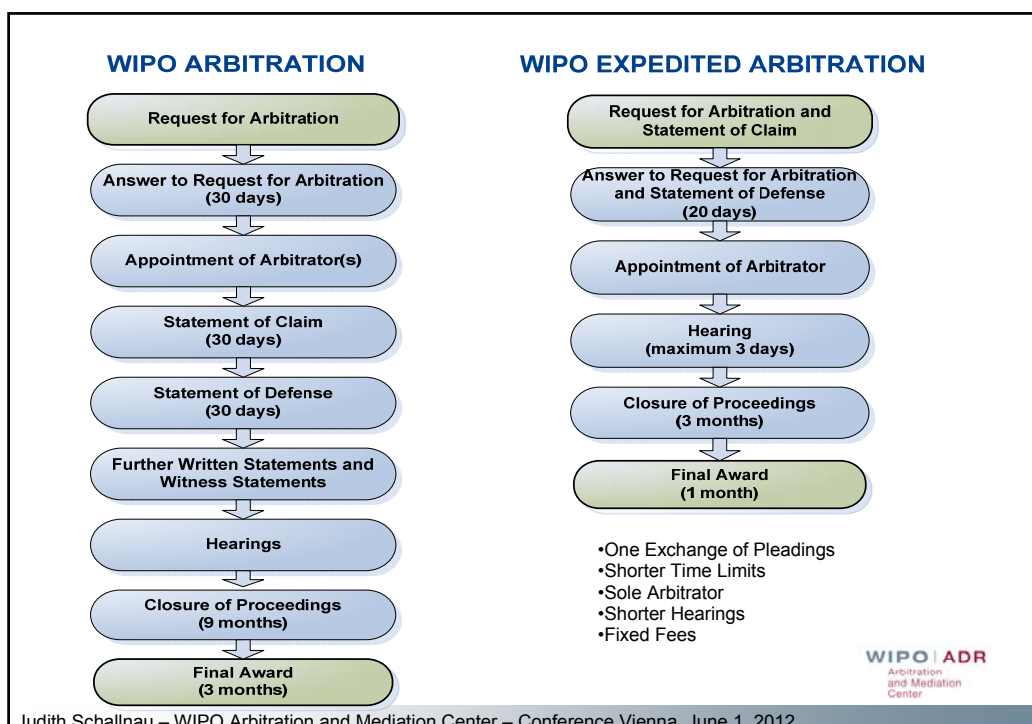 WIPO ARBITRATION
Request for Arbitration
Answer to Request for Arbitration
(30 days)
Appointment of Arbitrator(s)
Statement of Claim
(30 days)
Statement of Defense
(30 days)
Further Written Statements and
Witness Statements
Hearings
Closure of Proceedings
(9 months)
Final Award
(3 months)
WIPO EXPEDITED ARBITRATION
Request for Arbitration and
Statement of Claim
Answer to Request for Arbitration
and Statement of Defense
(20 days)
Appointment of Arbitrator
Hearing
(maximum 3 days)
Closure of Proceedings
(3 months)
Final Award
(1 month)
•One Exchange of Pleadings
•Shorter Time Limits
•Sole Arbitrator
•Shorter Hearings
•Fixed Fees
WIPO | ADR
Arbitration
and Mediation
Center
Judith Schallnau – WIPO Arbitration and Mediation Center – Conference Vienna, June 1, 2012